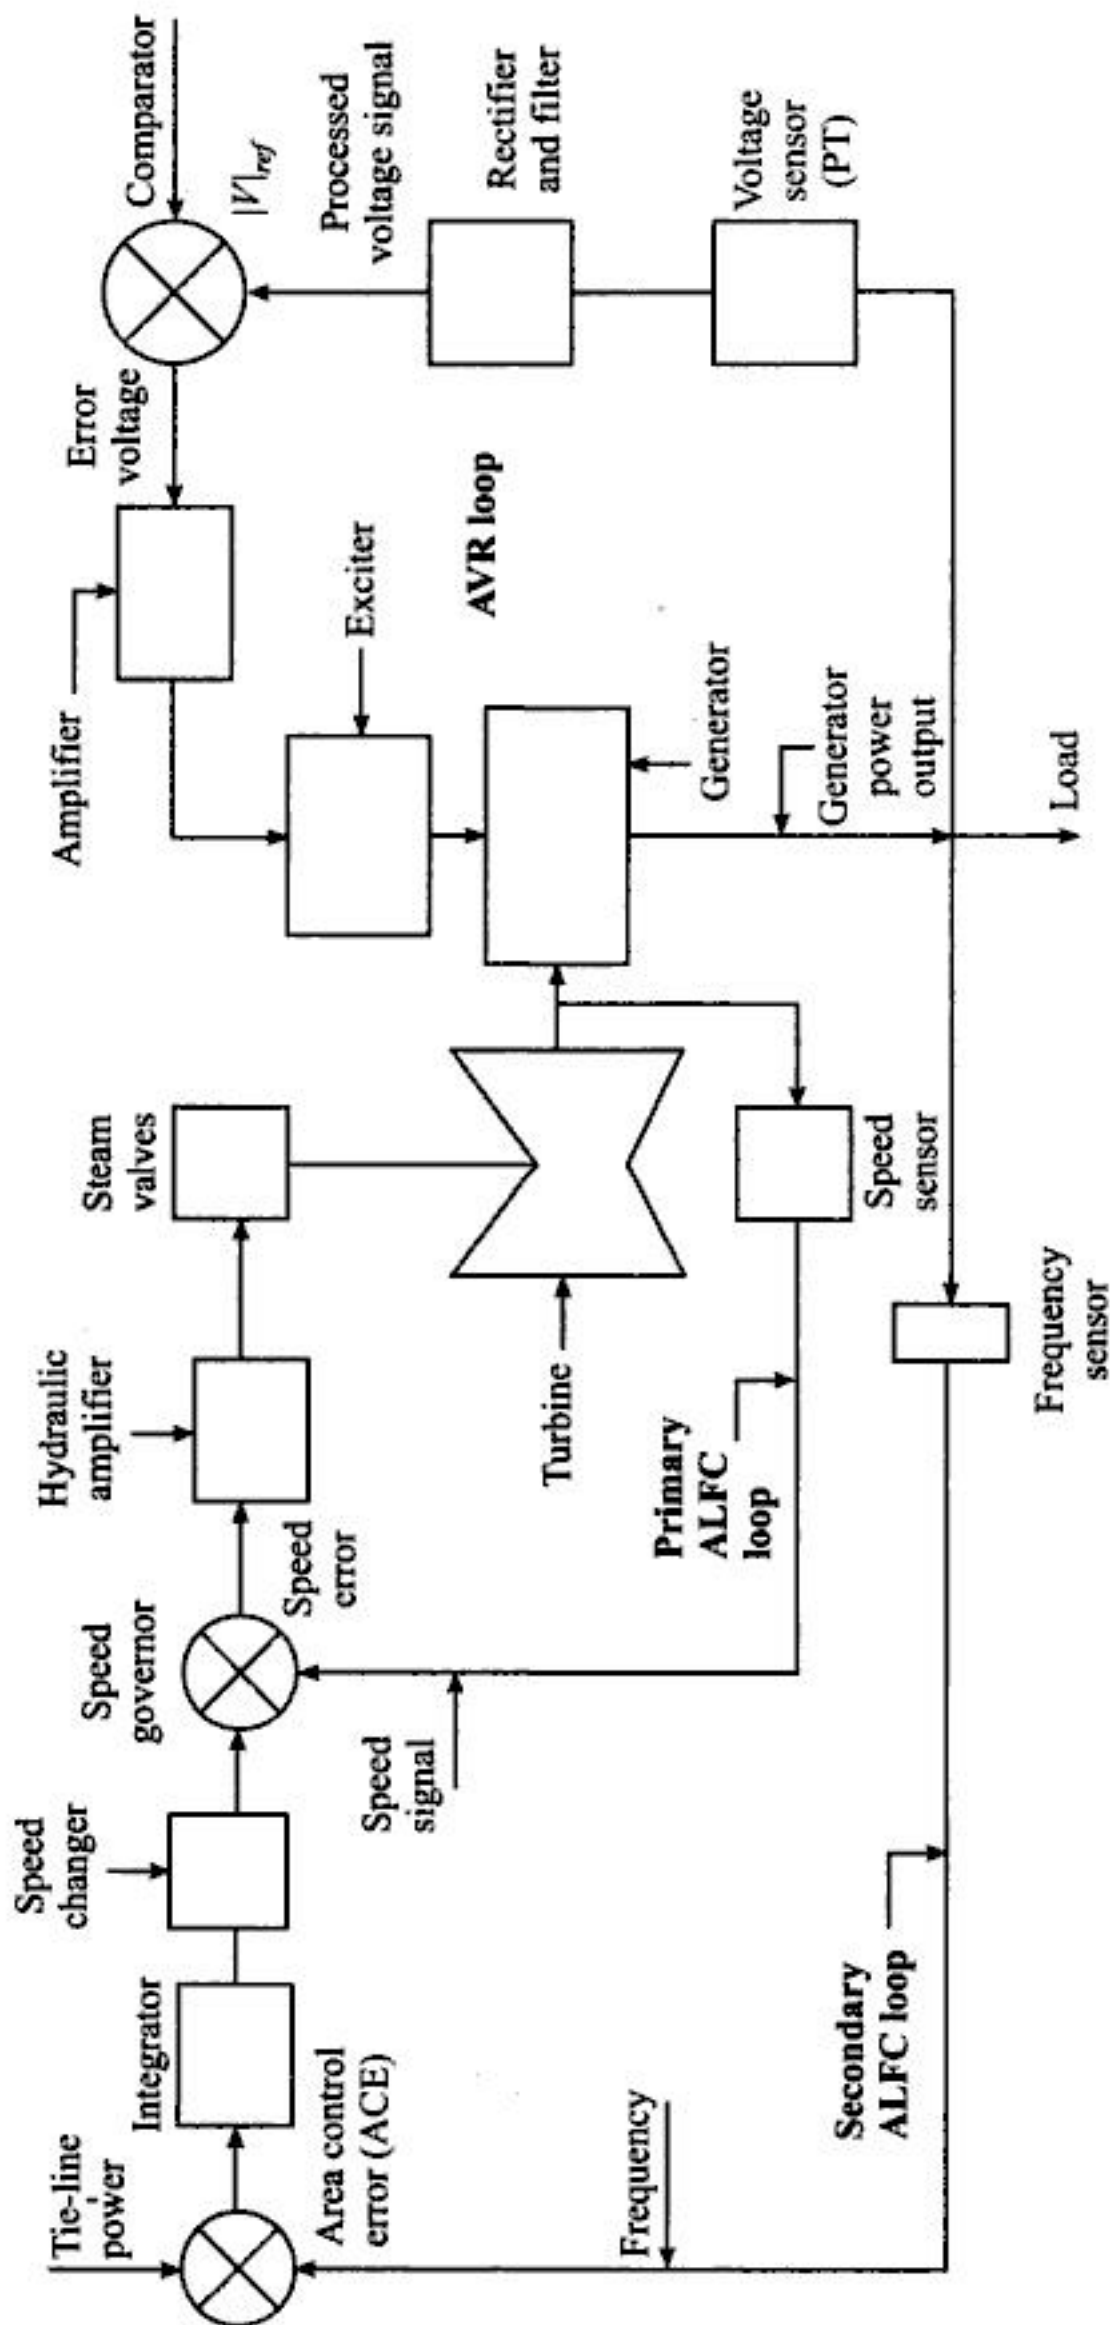 Tie-line
power
Integrator
Area control
error (ACE)
Speed
changer
Speed
governor
Speed
error
Hydraulic
amplifier
Steam
valves
Amplifier
Error
voltage
Comparator
|V|ref
Processed
voltage signal
Exciter
AVR loop
Rectifier
and filter
Speed
signal
Turbine
Generator
Voltage
sensor
(PT)
Frequency
Primary
ALFC
loop
Speed
sensor
Generator
power
output
Secondary
ALFC loop
Frequency
sensor
Load